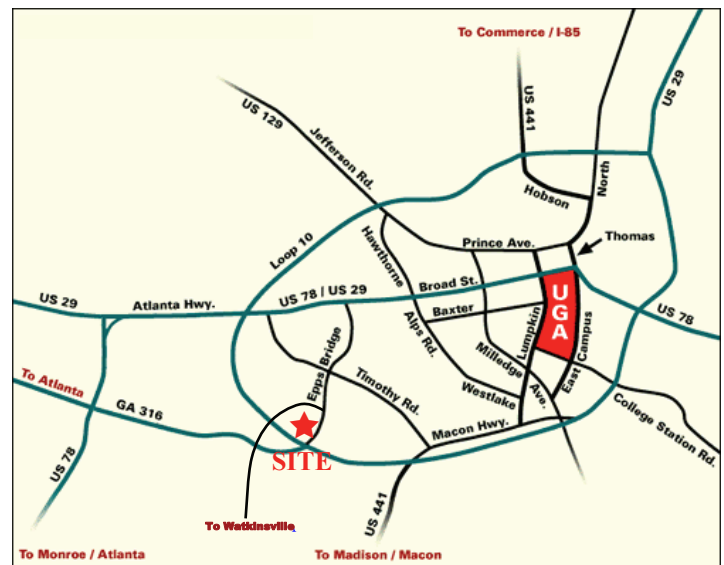 To Commerce / I-85
US 29
US 129
US 441
Jefferson Rd.
North
Hobson
Thomas
Loop 10
Hawthorne
Prince Ave.
US 29
Atlanta Hwy.
US 78 / US 29
Broad St.
UGA
US 78
Baxter
Alps Rd.
Lumpkin
East Campus
Epps Bridge
Milledge
Ave.
To Atlanta
Timothy Rd.
Westlake
GA 316
Macon Hwy.
College Station Rd.
SITE
US 78
US 441
To Watkinsville
To Monroe / Atlanta
To Madison / Macon